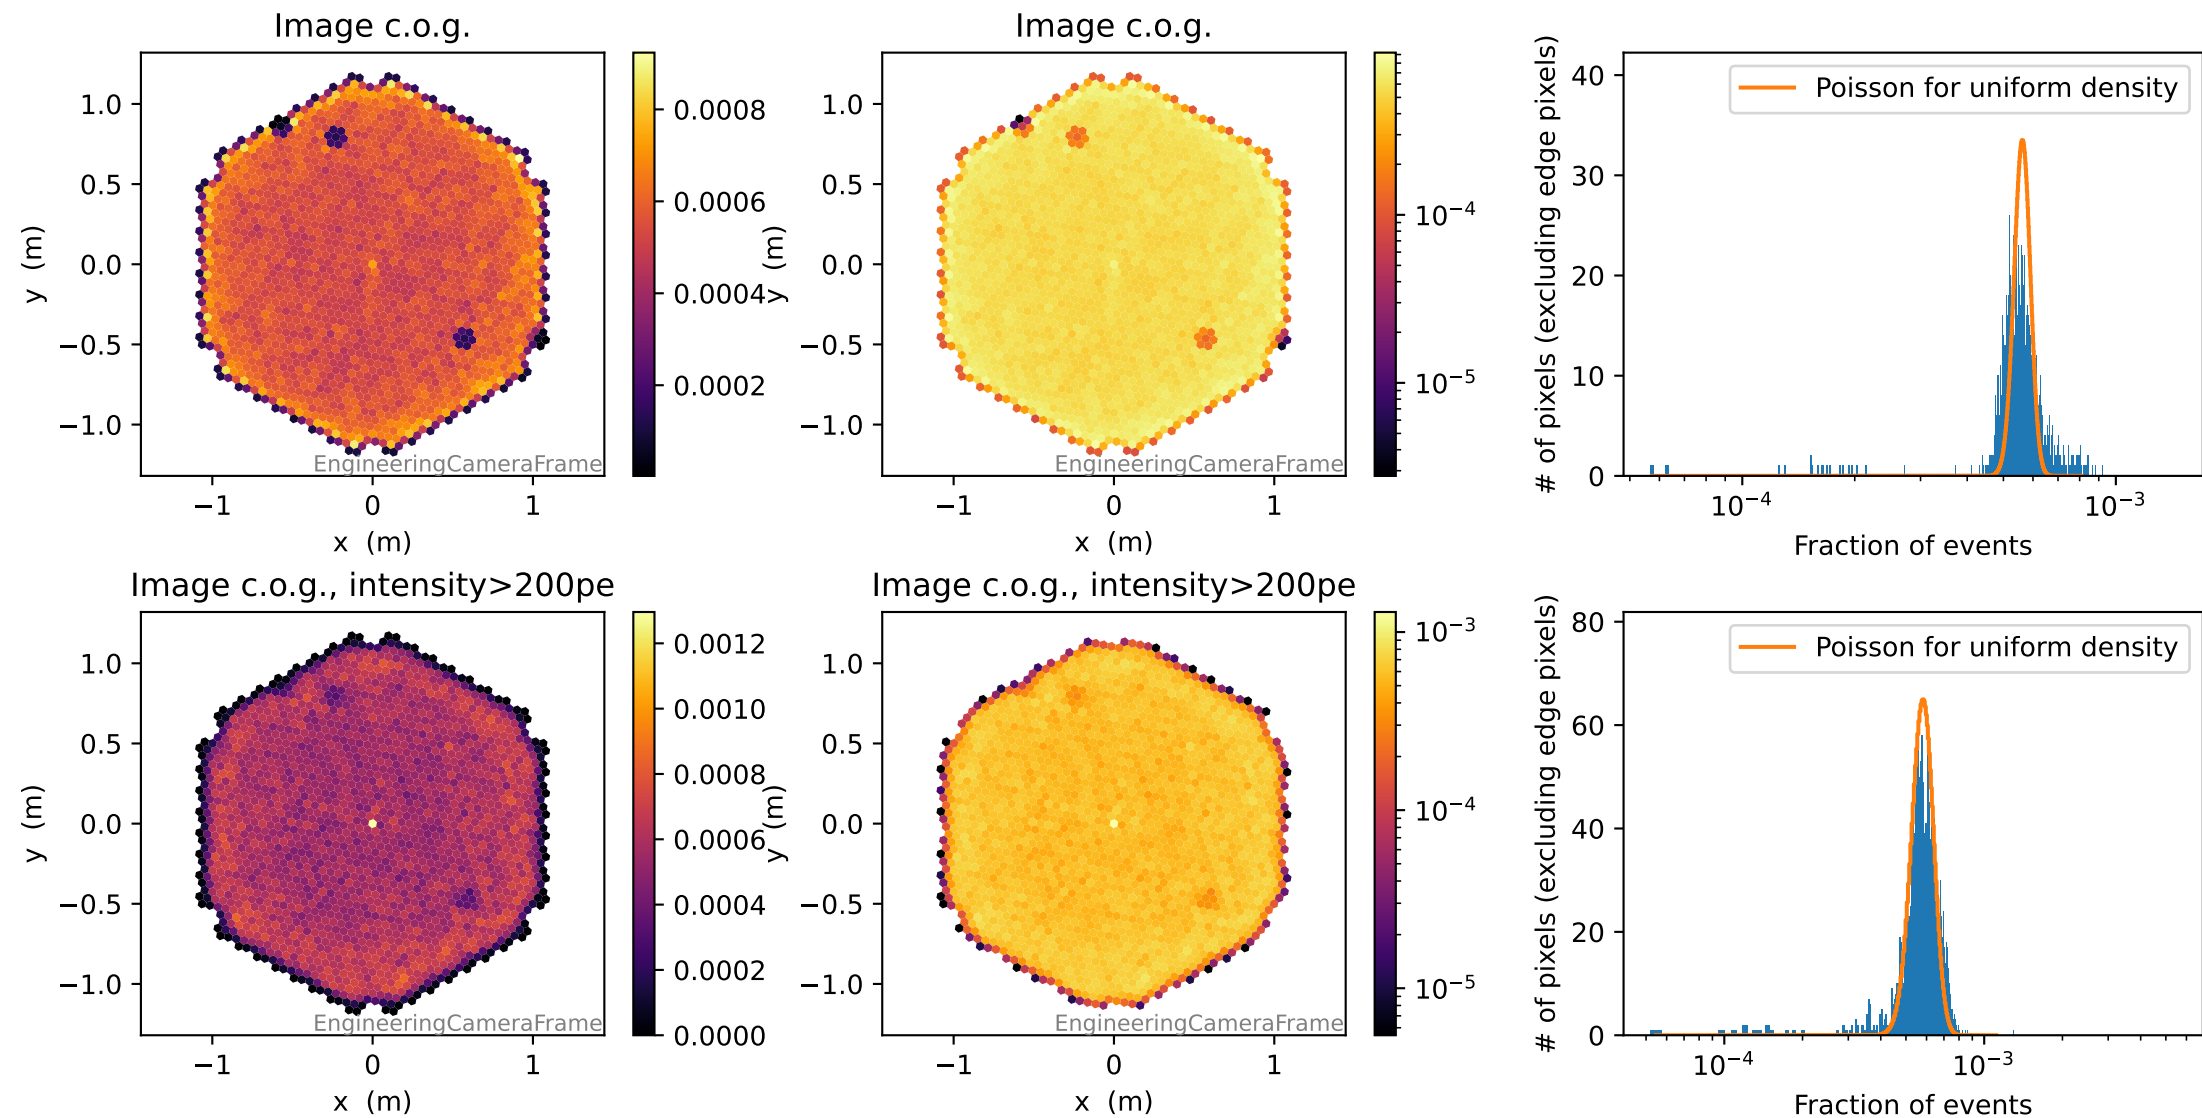 Image c.o.g.
1.0
0.5
0.0
−0.5
−1.0
y (m)
−1
0
1
x (m)
EngineeringCameraFrame
0.0008
0.0006
0.0004
0.0002
Image c.o.g.
1.0
0.5
0.0
−0.5
−1.0
y (m)
−1
0
1
x (m)
EngineeringCameraFrame
10⁻⁴
10⁻⁵
# of pixels (excluding edge pixels)
40
30
20
10
0
Poisson for uniform density
10⁻⁴
10⁻³
Fraction of events
Image c.o.g., intensity>200pe
1.0
0.5
0.0
−0.5
−1.0
y (m)
−1
0
1
x (m)
EngineeringCameraFrame
0.0012
0.0010
0.0008
0.0006
0.0004
0.0002
0.0000
Image c.o.g., intensity>200pe
1.0
0.5
0.0
−0.5
−1.0
y (m)
−1
0
1
x (m)
EngineeringCameraFrame
10⁻³
10⁻⁴
10⁻⁵
# of pixels (excluding edge pixels)
80
60
40
20
0
Poisson for uniform density
10⁻⁴
10⁻³
Fraction of events